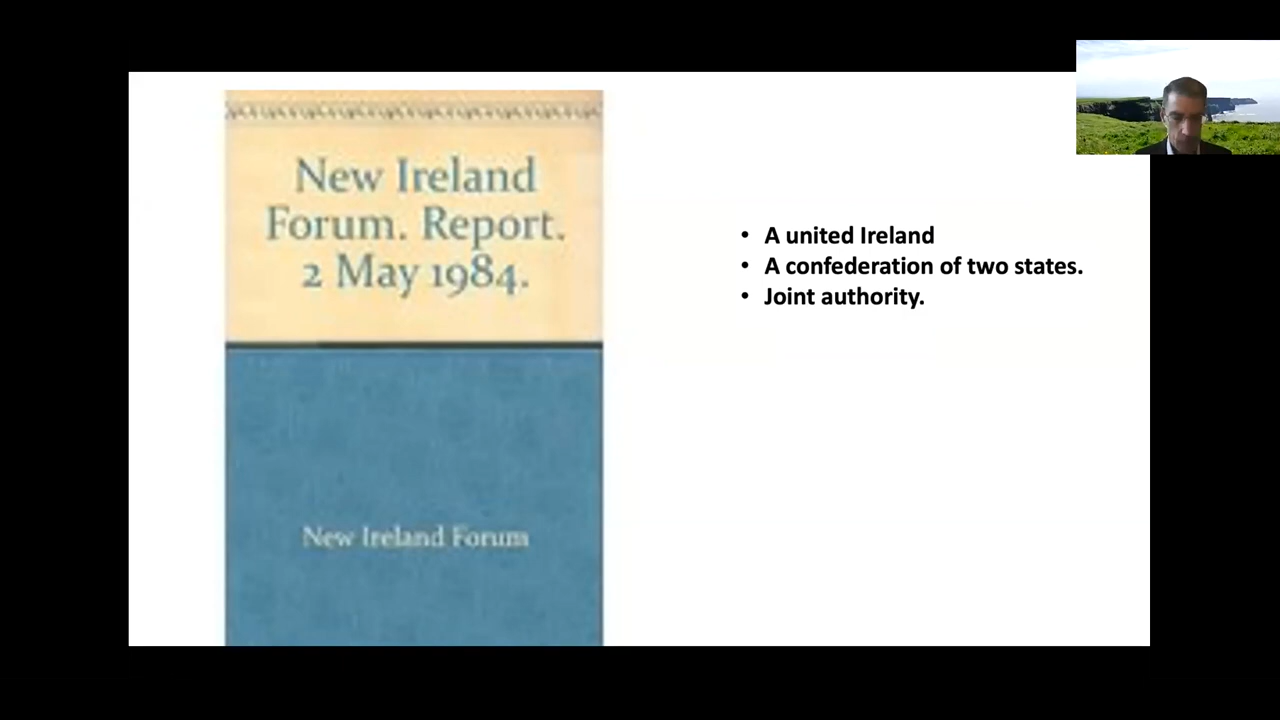 New Ireland
Forum. Report.
2 May 1984.
New Ireland Forum
• A united Ireland
• A confederation of two states.
• Joint authority.